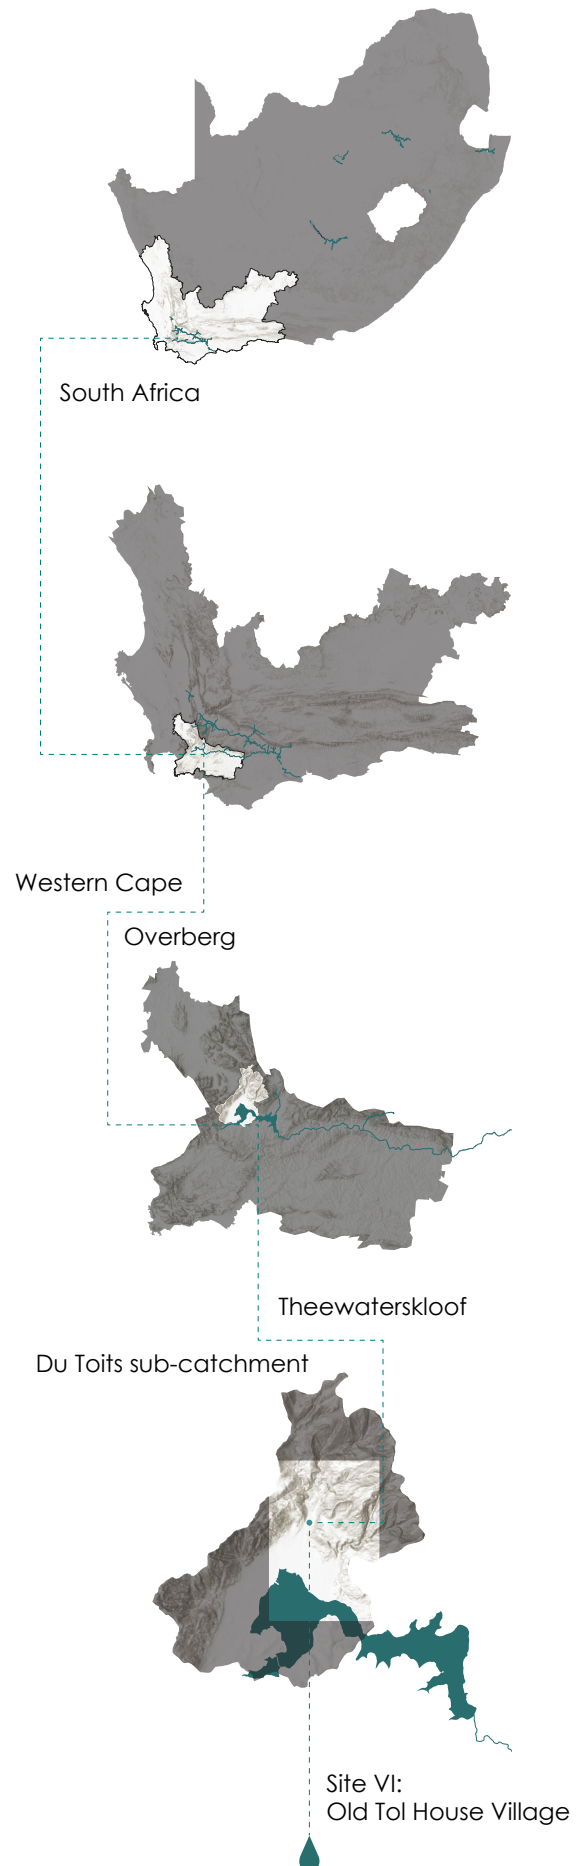 South Africa
Western Cape
Overberg
Theewaterskloof
Du Toits sub-catchment
Site VI:
Old Tol House Village